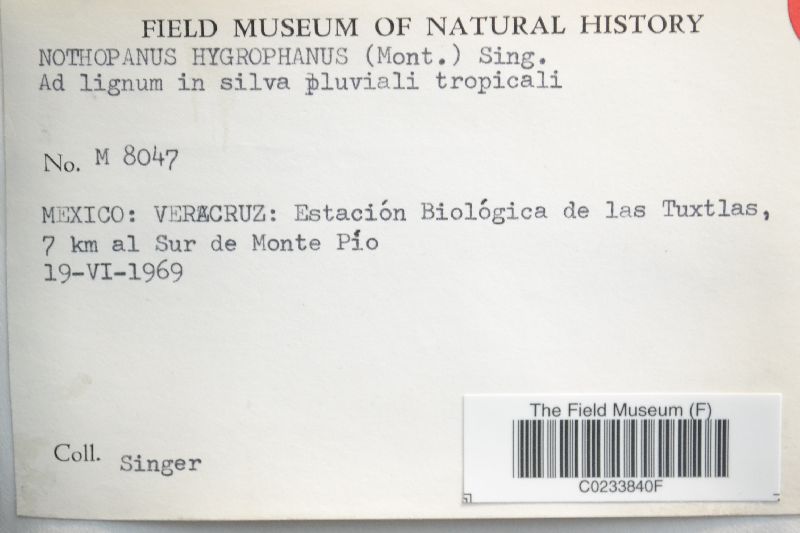 FIELD MUSEUM OF NATURAL HISTORY
NOTHOPANUS HYGROPHANUS (Mont.) Sing.
Ad lignum in silva pluviali tropicali
No. M 8047
MEXICO: VERACRUZ: Estación Biológica de las Tuxtlas,
7 km al Sur de Monte Pío
19-VI-1969
Coll. Singer
The Field Museum (F)
C0233840F